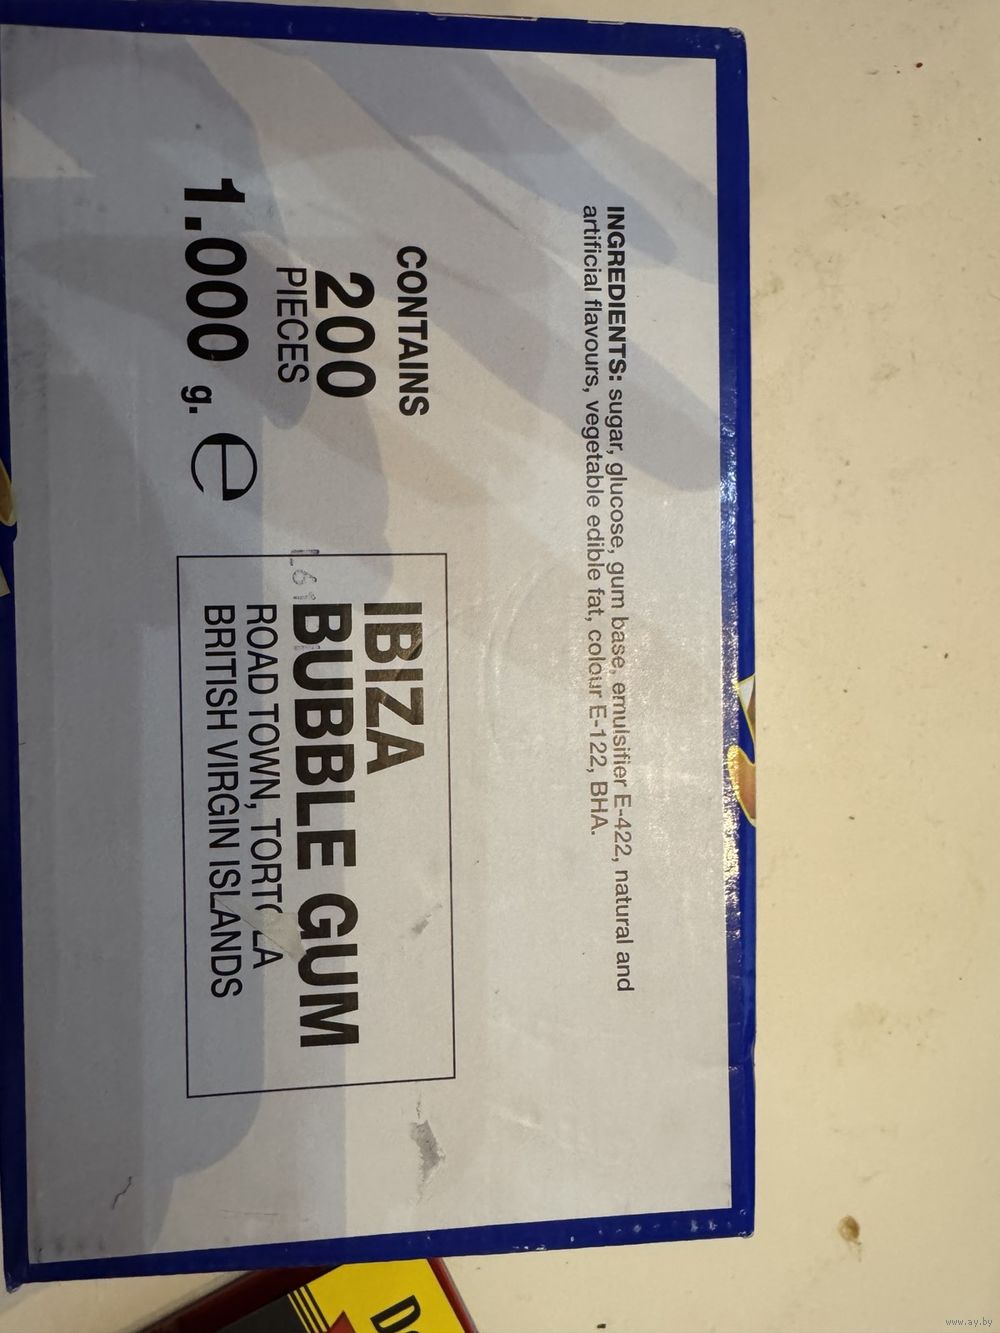 INGREDIENTS: sugar, glucose, gum base, emulsifier E-422, natural and
artificial flavours, vegetable edible fat, colour E-122, BHA.
CONTAINS
200
PIECES
1.000 g. ℮
IBIZA
BUBBLE GUM
ROAD TOWN, TORTOLA
BRITISH VIRGIN ISLANDS
www.ay.by